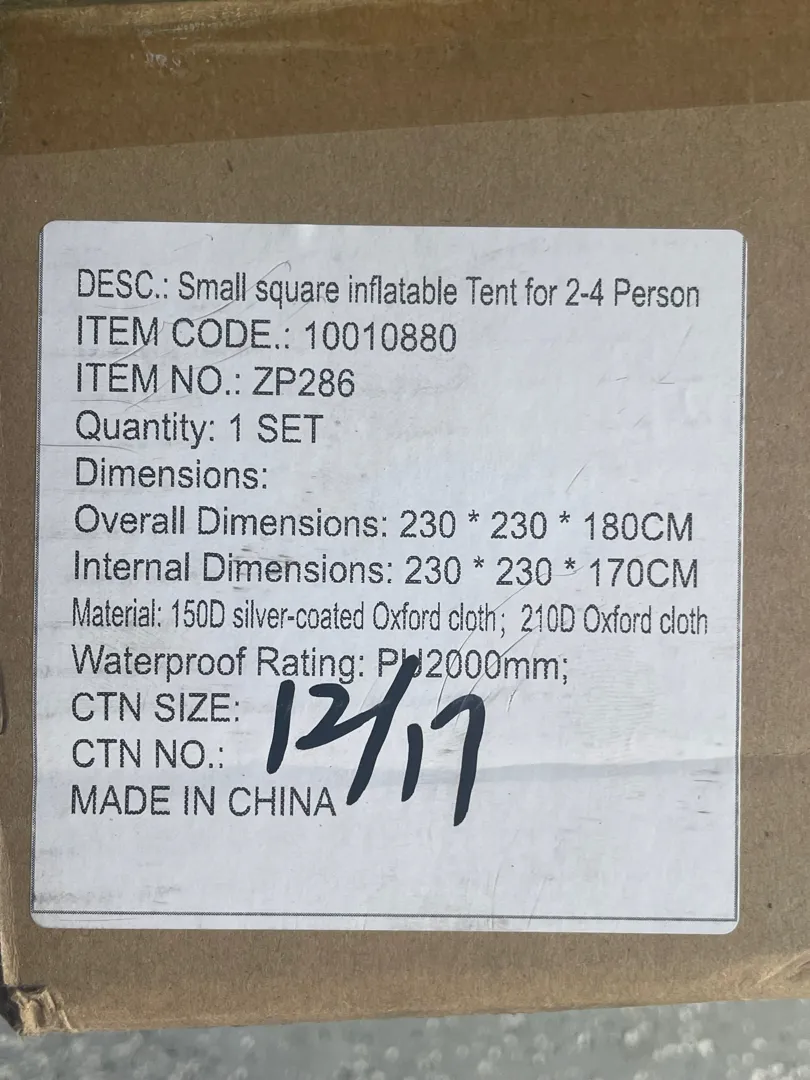 DESC.: Small square inflatable Tent for 2-4 Person
ITEM CODE.: 10010880
ITEM NO.: ZP286
Quantity: 1 SET
Dimensions:
Overall Dimensions: 230 * 230 * 180CM
Internal Dimensions: 230 * 230 * 170CM
Material: 150D silver-coated Oxford cloth; 210D Oxford cloth
Waterproof Rating: PU2000mm;
CTN SIZE:
CTN NO.: 12/17
MADE IN CHINA